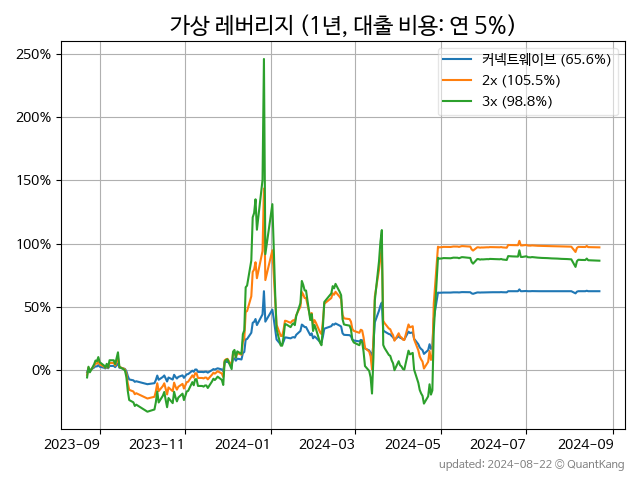 가상 레버리지 (1년, 대출 비용: 연 5%)
커넥트웨이브 (65.6%)
2x (105.5%)
3x (98.8%)
250%
200%
150%
100%
50%
0%
2023-09 2023-11 2024-01 2024-03 2024-05 2024-07 2024-09
updated: 2024-08-22 © QuantKang